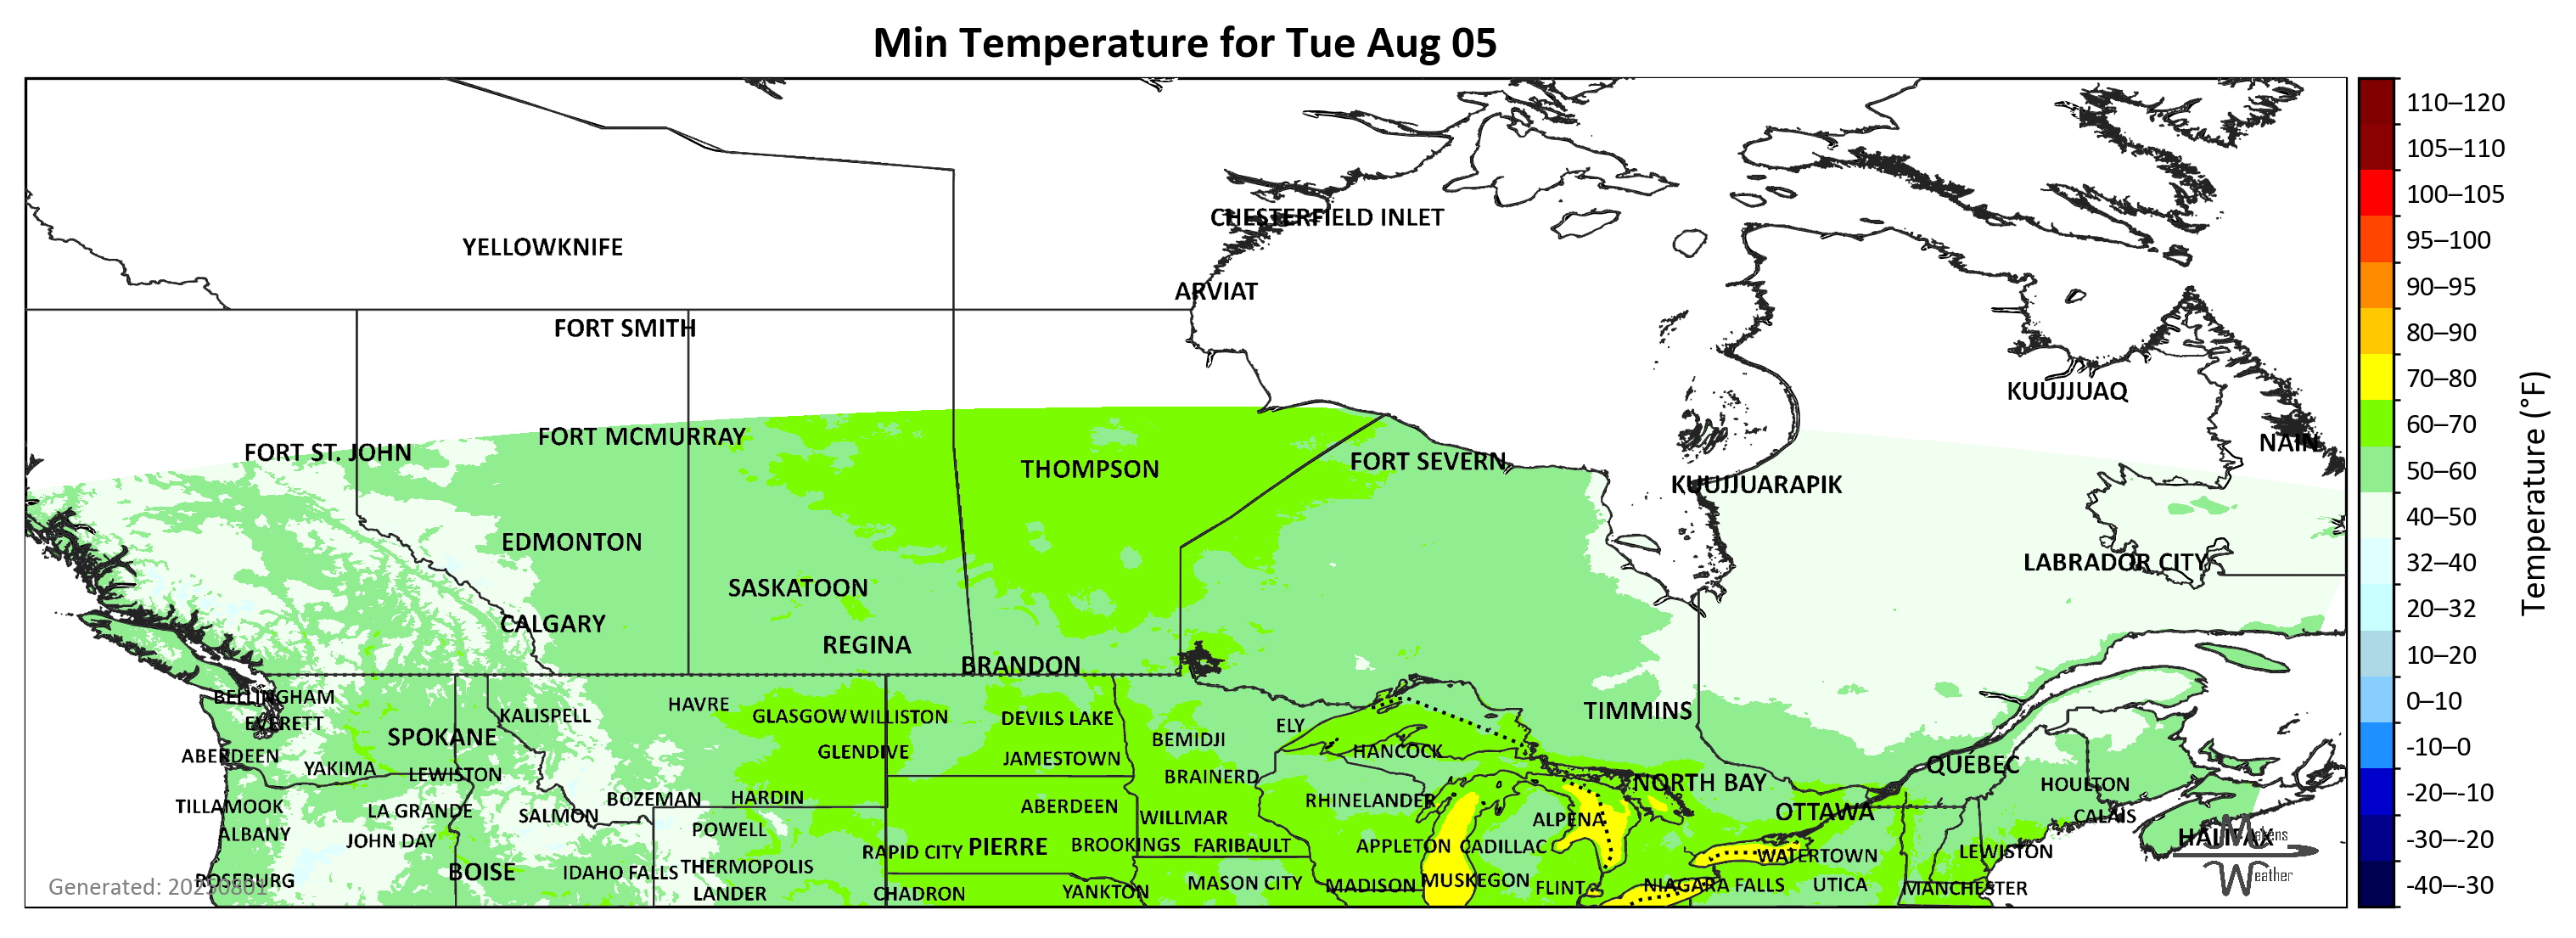 Min Temperature for Tue Aug 05
110–120
105–110
100–105
95–100
90–95
80–90
70–80
60–70
50–60
40–50
32–40
20–32
10–20
0–10
-10–0
-20–-10
-30–-20
-40–-30
Temperature (°F)
CHESTERFIELD INLET
YELLOWKNIFE
ARVIAT
FORT SMITH
KUUJJUAQ
FORT MCMURRAY
NAIN
FORT ST. JOHN
FORT SEVERN
THOMPSON
KUUJJUARAPIK
EDMONTON
LABRADOR CITY
SASKATOON
CALGARY
REGINA
BRANDON
BELLINGHAM
HAVRE
TIMMINS
KALISPELL
GLASGOW
WILLISTON
DEVILS LAKE
EVERETT
ELY
SPOKANE
BEMIDJI
HANCOCK
GLENDIVE
ABERDEEN
JAMESTOWN
QUÉBEC
YAKIMA
LEWISTON
BRAINERD
NORTH BAY
HOULTON
BOZEMAN
HARDIN
RHINELANDER
TILLAMOOK
ABERDEEN
LA GRANDE
OTTAWA
SALMON
WILLMAR
CALAIS
ALPENA
POWELL
ALBANY
HALIFAX
JOHN DAY
BROOKINGS
FARIBAULT
APPLETON
CADILLAC
PIERRE
RAPID CITY
LEWISTON
WATERTOWN
THERMOPOLIS
BOISE
IDAHO FALLS
MUSKEGON
ROSEBURG
MASON CITY
MADISON
FLINT
NIAGARA FALLS
UTICA
MANCHESTER
LANDER
CHADRON
YANKTON
Generated: 20250801
Makens
Weather